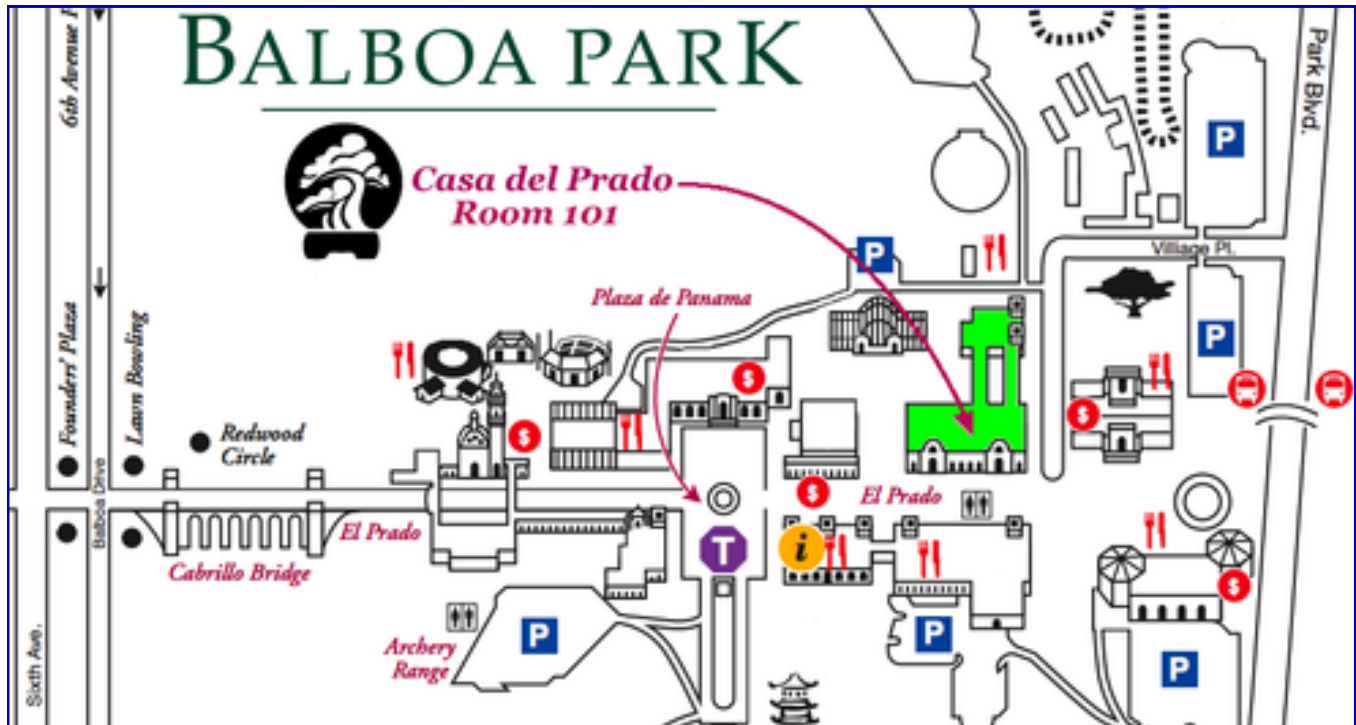 BALBOA PARK
Casa del Prado
Room 101
Plaza de Panama
6th Avenue
Founders' Plaza
Lawn Bowling
Balboa Drive
Sixth Ave.
Redwood
Circle
El Prado
Cabrillo Bridge
Archery
Range
El Prado
Village Pl.
Park Blvd.
P
P
P
P
P
P
$
$
$
$
$
T
i